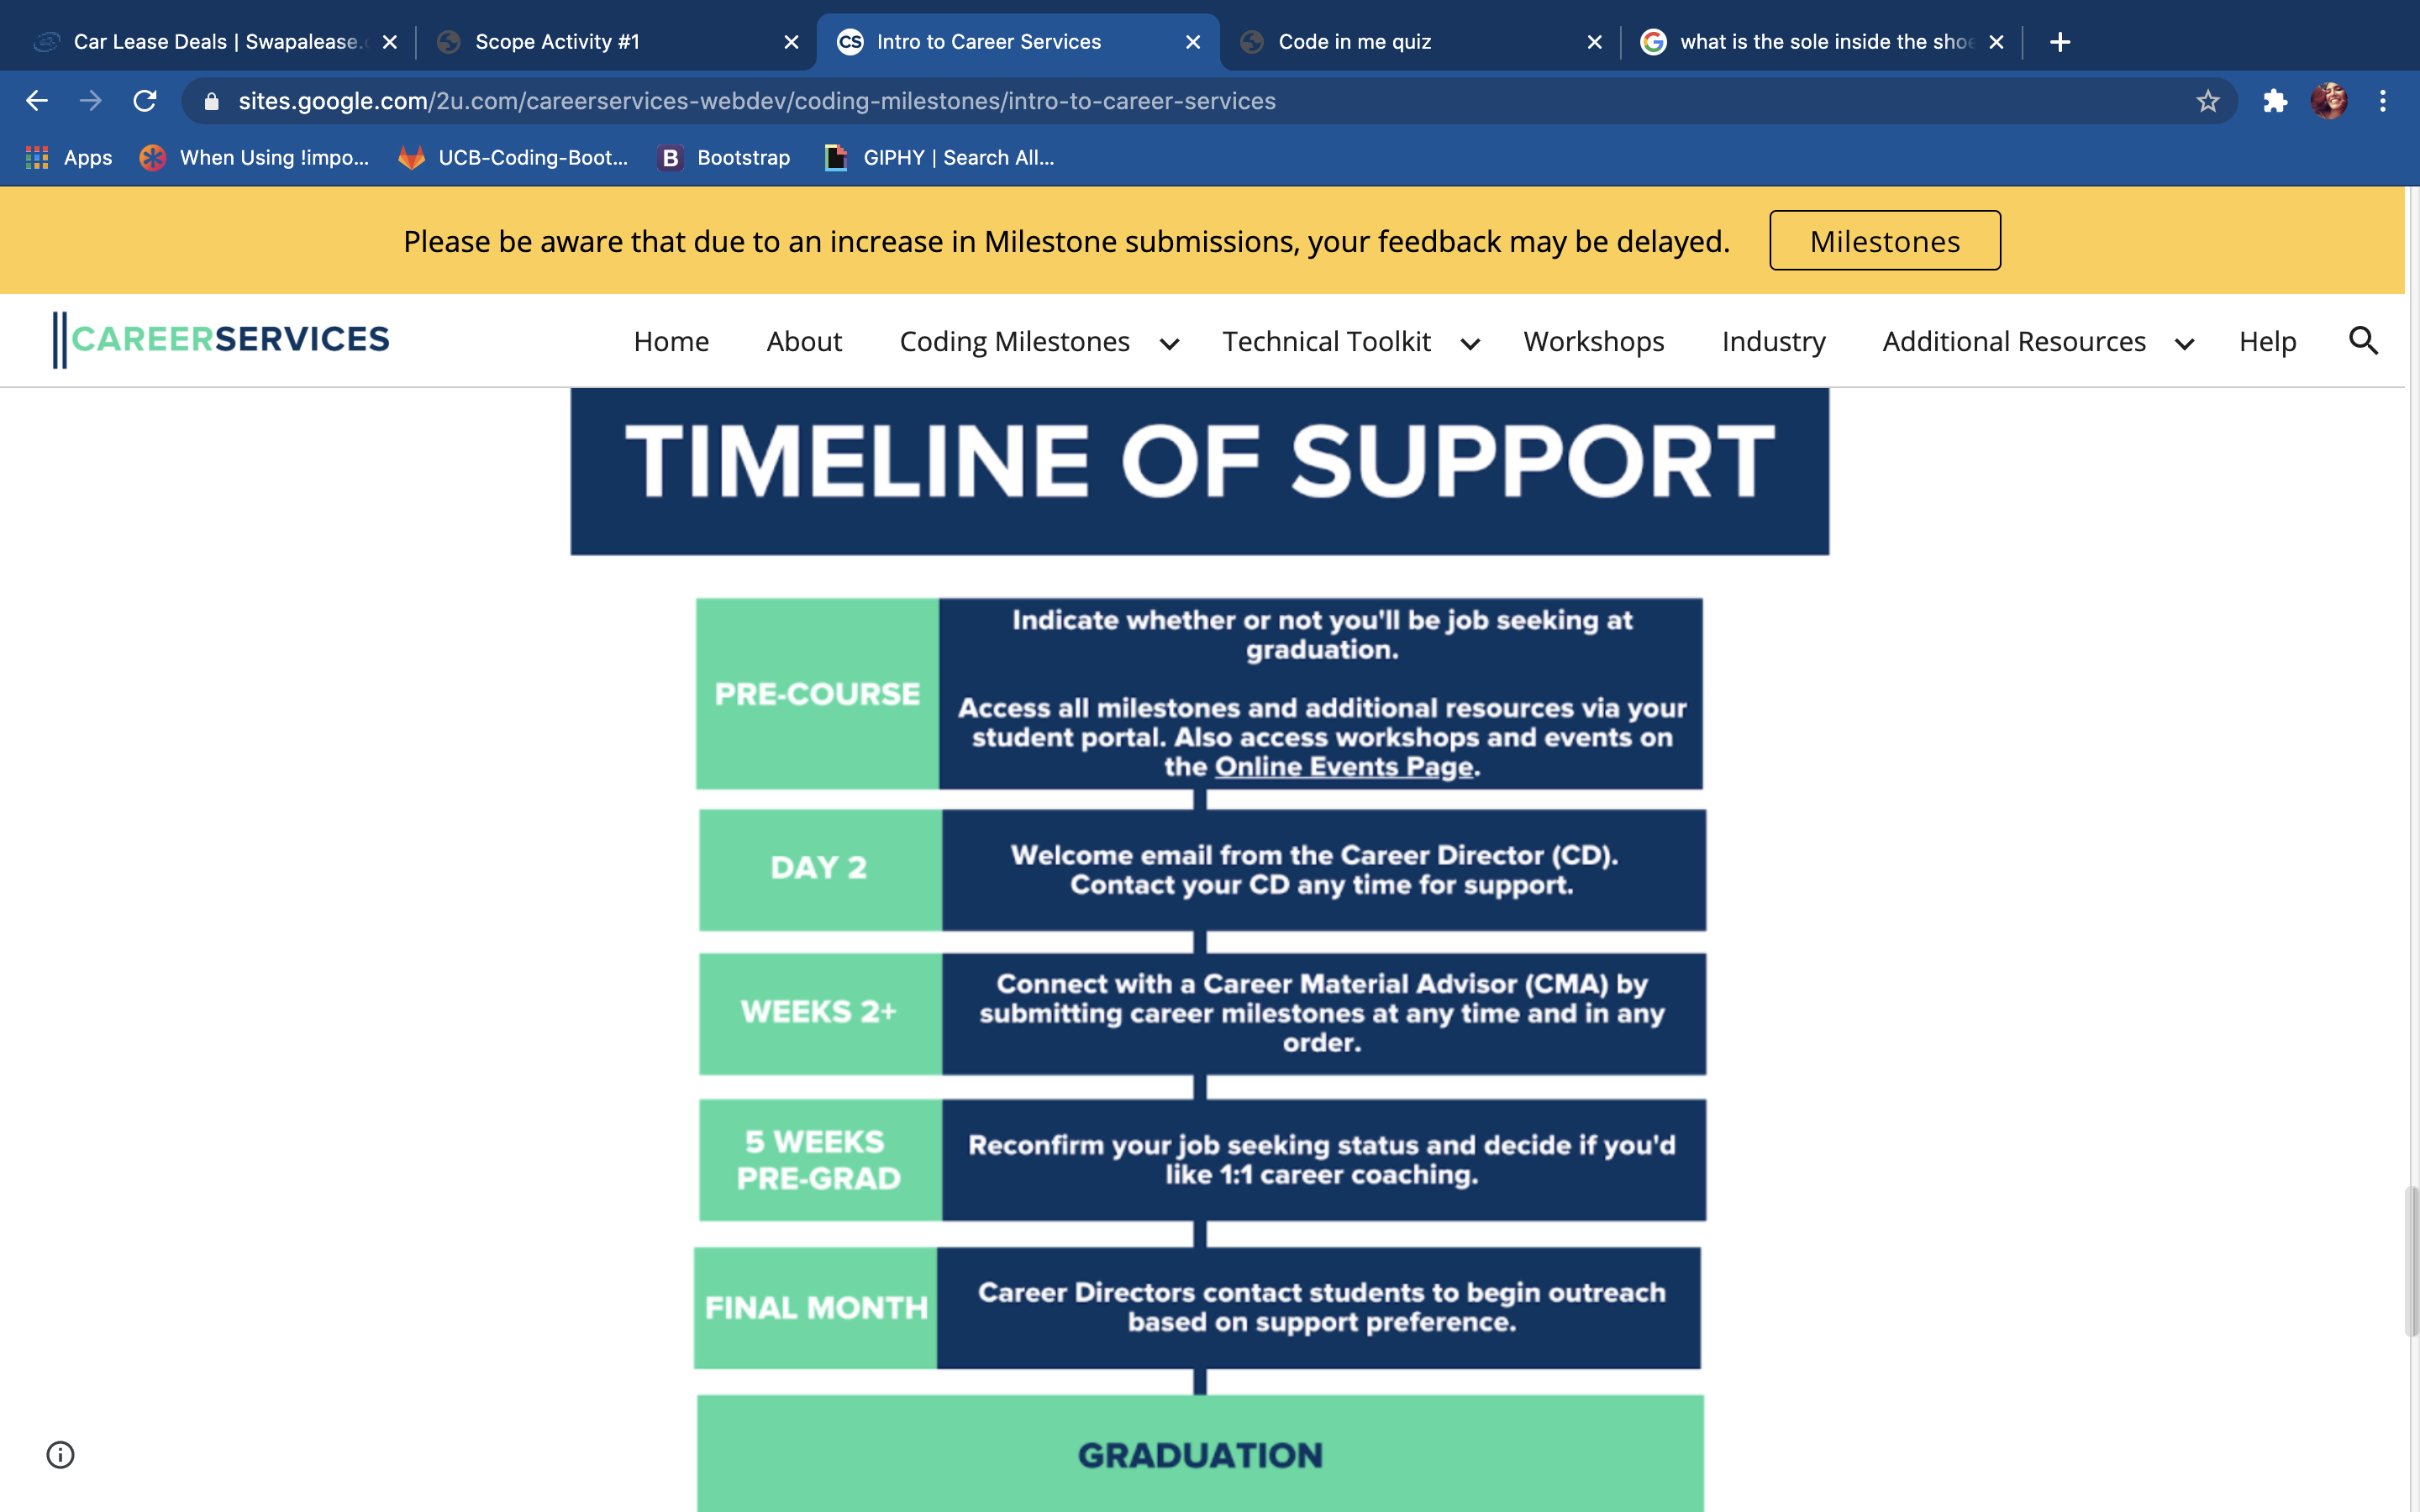 Car Lease Deals | Swapalease.
Scope Activity #1
CS
Intro to Career Services
Code in me quiz
what is the sole inside the shoe
sites.google.com/2u.com/careerservices-webdev/coding-milestones/intro-to-career-services
Apps
When Using !impo...
UCB-Coding-Boot...
B
Bootstrap
GIPHY | Search All...
Please be aware that due to an increase in Milestone submissions, your feedback may be delayed.
Milestones
CAREERSERVICES
Home
About
Coding Milestones
Technical Toolkit
Workshops
Industry
Additional Resources
Help
TIMELINE OF SUPPORT
PRE-COURSE
Indicate whether or not you'll be job seeking at
graduation.
Access all milestones and additional resources via your
student portal. Also access workshops and events on
the Online Events Page.
DAY 2
Welcome email from the Career Director (CD).
Contact your CD any time for support.
WEEKS 2+
Connect with a Career Material Advisor (CMA) by
submitting career milestones at any time and in any
order.
5 WEEKS
PRE-GRAD
Reconfirm your job seeking status and decide if you'd
like 1:1 career coaching.
FINAL MONTH
Career Directors contact students to begin outreach
based on support preference.
GRADUATION